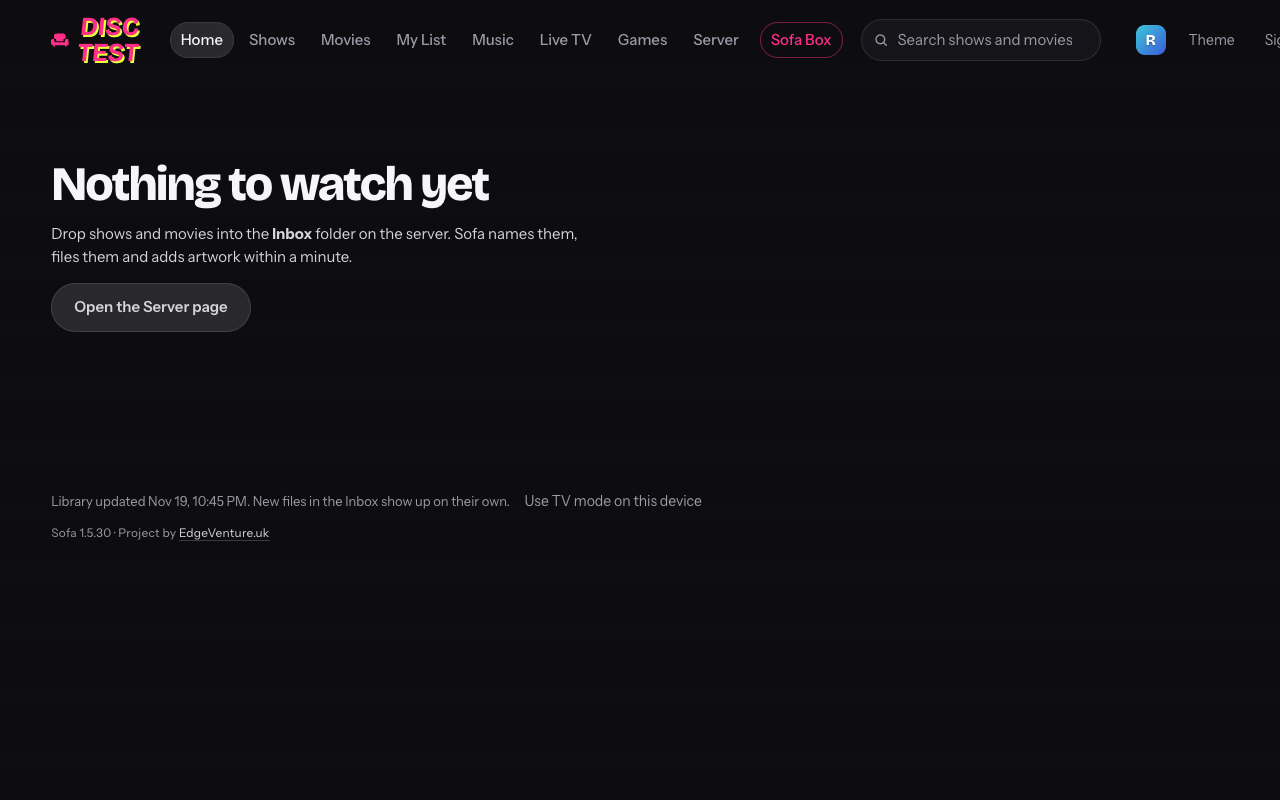 DISC
TEST
Home
Shows
Movies
My List
Music
Live TV
Games
Server
Sofa Box
Search shows and movies
R
Theme
Nothing to watch yet
Drop shows and movies into the Inbox folder on the server. Sofa names them,
files them and adds artwork within a minute.
Open the Server page
Library updated Nov 19, 10:45 PM. New files in the Inbox show up on their own.
Use TV mode on this device
Sofa 1.5.30 · Project by EdgeVenture.uk